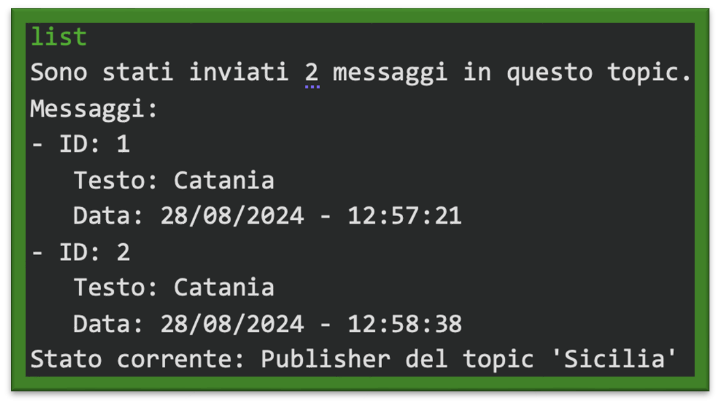 list
Sono stati inviati 2 messaggi in questo topic.
Messaggi:
- ID: 1
   Testo: Catania
   Data: 28/08/2024 - 12:57:21
- ID: 2
   Testo: Catania
   Data: 28/08/2024 - 12:58:38
Stato corrente: Publisher del topic 'Sicilia'